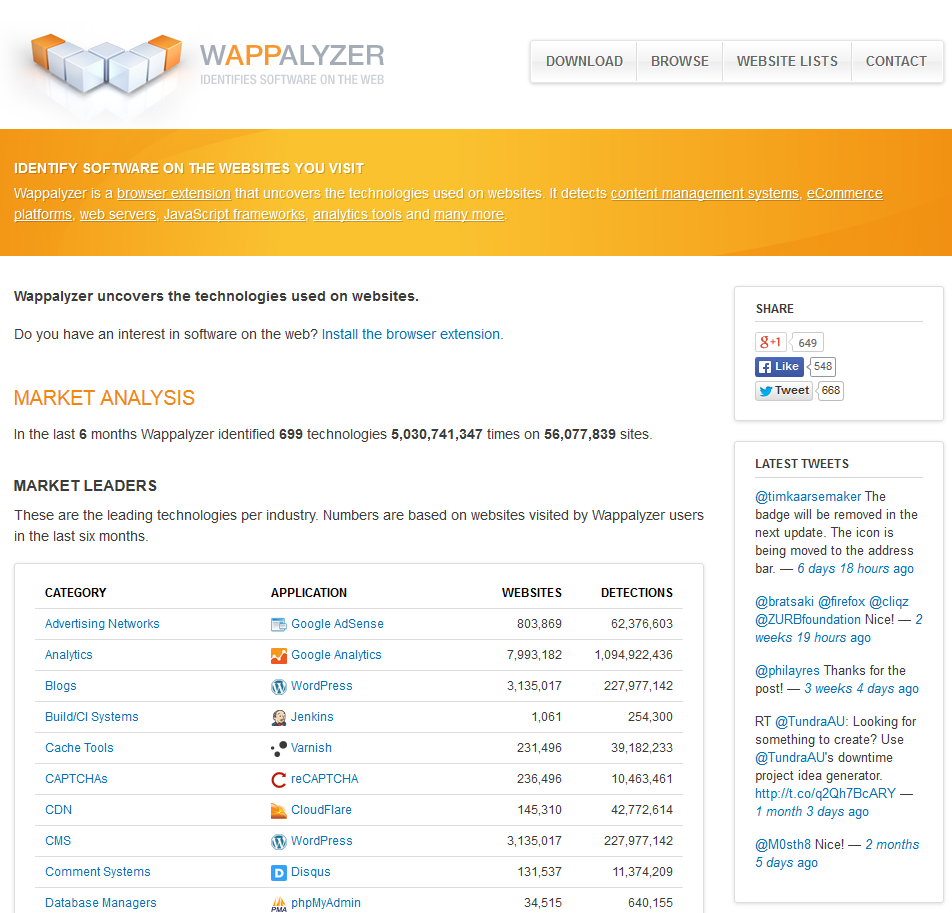 WAPPALYZER
IDENTIFIES SOFTWARE ON THE WEB
DOWNLOAD BROWSE WEBSITE LISTS CONTACT
IDENTIFY SOFTWARE ON THE WEBSITES YOU VISIT
Wappalyzer is a browser extension that uncovers the technologies used on websites. It detects content management systems, eCommerce
platforms, web servers, JavaScript frameworks, analytics tools and many more.
Wappalyzer uncovers the technologies used on websites.
Do you have an interest in software on the web? Install the browser extension.
MARKET ANALYSIS
In the last 6 months Wappalyzer identified 699 technologies 5,030,741,347 times on 56,077,839 sites.
MARKET LEADERS
These are the leading technologies per industry. Numbers are based on websites visited by Wappalyzer users
in the last six months.
CATEGORY APPLICATION WEBSITES DETECTIONS
Advertising Networks Google AdSense 803,869 62,376,603
Analytics Google Analytics 7,993,182 1,094,922,436
Blogs WordPress 3,135,017 227,977,142
Build/CI Systems Jenkins 1,061 254,300
Cache Tools Varnish 231,496 39,182,233
CAPTCHAs reCAPTCHA 236,496 10,463,461
CDN CloudFlare 145,310 42,772,614
CMS WordPress 3,135,017 227,977,142
Comment Systems D Disqus 131,537 11,374,209
Database Managers PMA phpMyAdmin 34,515 640,155
SHARE
g+1 649
f Like 548
Tweet 668
LATEST TWEETS
@timkaarsemaker The
badge will be removed in the
next update. The icon is
being moved to the address
bar. — 6 days 18 hours ago
@bratsaki @firefox @cliqz
@ZURBfoundation Nice! — 2
weeks 19 hours ago
@philayres Thanks for the
post! — 3 weeks 4 days ago
RT @TundraAU: Looking for
something to create? Use
@TundraAU's downtime
project idea generator.
http://t.co/q2Qh7BcARY —
1 month 3 days ago
@M0sth8 Nice! — 2 months
5 days ago